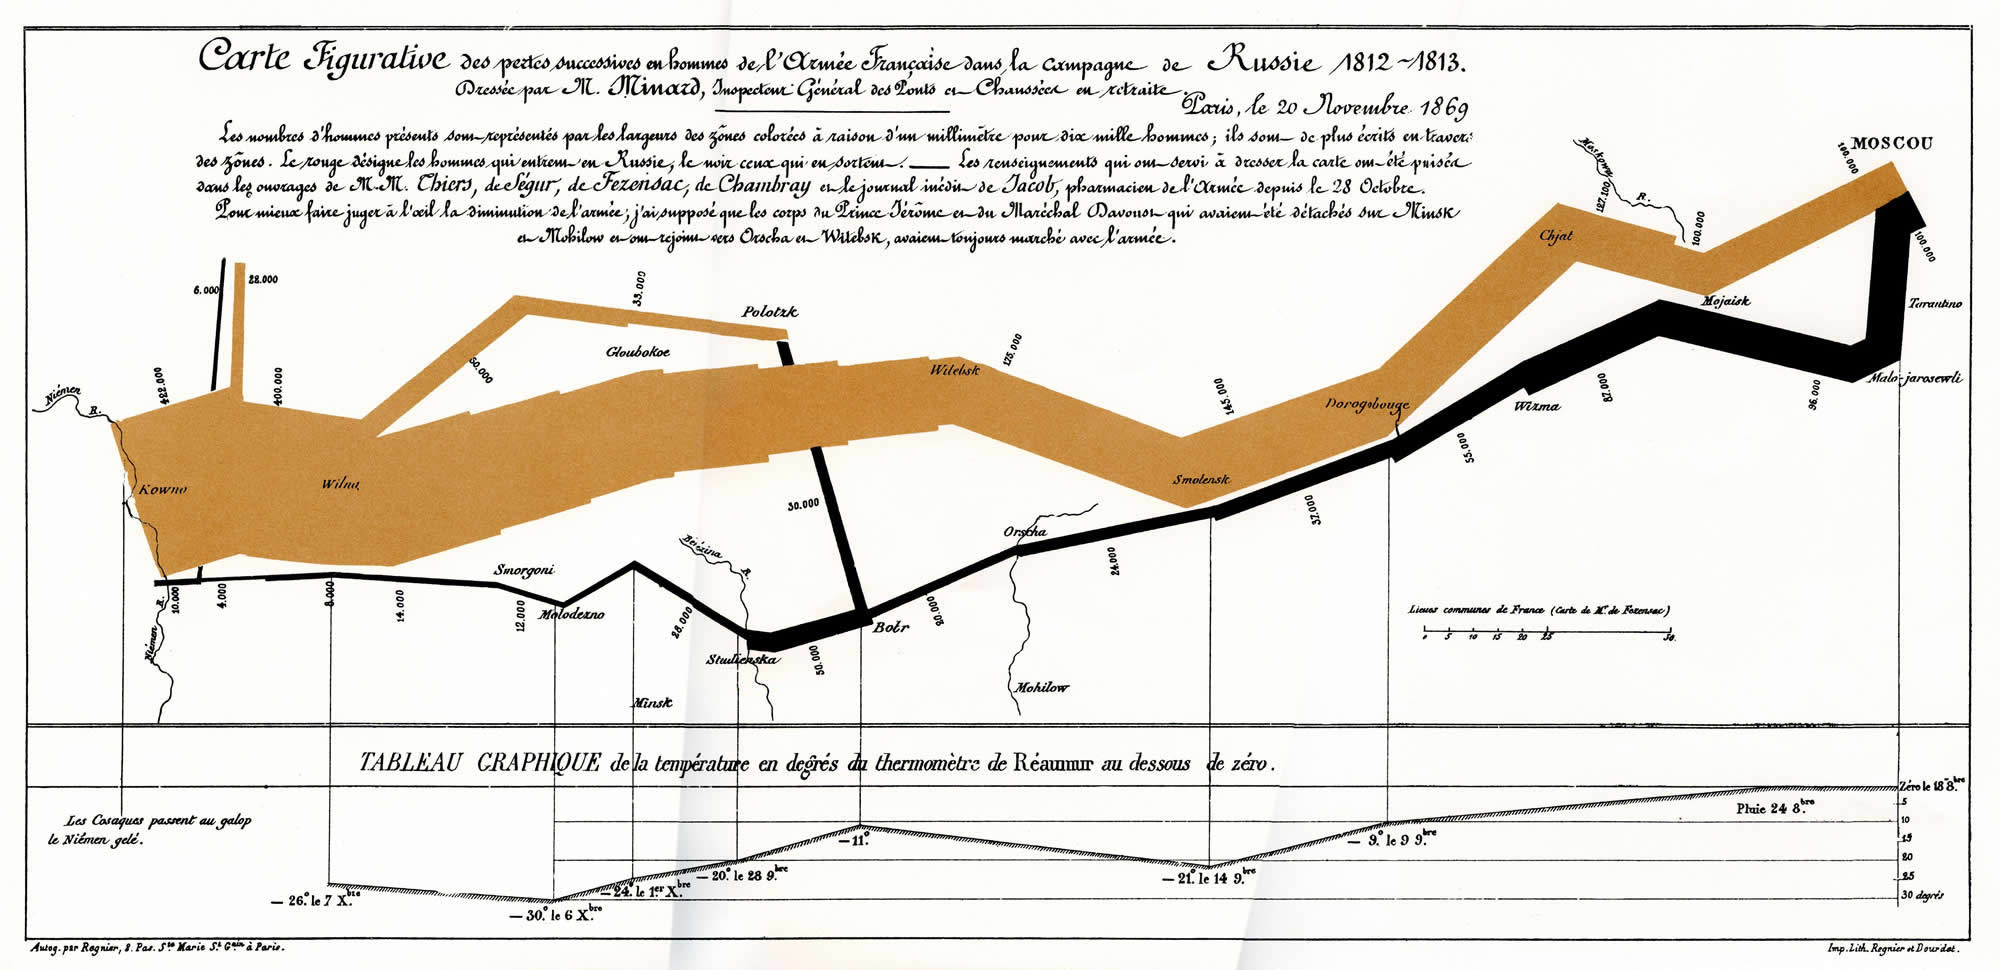 Carte Figurative des pertes successives en hommes de l'Armée Française dans la campagne de Russie 1812~1813.
Dressée par M. Minard, Inspecteur Général des Ponts et Chaussées en retraite.
Paris, le 20 Novembre 1869
Les nombres d'hommes présents sont représentés par les largeurs des zônes colorées à raison d'un millimètre pour dix mille hommes; ils sont de plus écrits en travers
des zônes. Le rouge désigne les hommes qui entrent en Russie, le noir ceux qui en sortent. — Les renseignements qui ont servi à dresser la carte ont été puisés
dans les ouvrages de M.M. Thiers, de Ségur, de Fezensac, de Chambray et le journal inédit de Jacob, pharmacien de l'Armée depuis le 28 Octobre.
Pour mieux faire juger à l'œil la diminution de l'armée, j'ai supposé que les corps du Prince Jérôme et du Maréchal Davoust qui avaient été détachés sur Minsk
et Mohilow et ont rejoint vers Orscha et Witebsk, avaient toujours marché avec l'armée.
Moskowa R.
MOSCOU
100.000
127.100
100.000
Chjat
100.000
Mojaisk
Tarantino
6.000
28.000
33.000
Polotzk
Gloubokoe
60.000
175.000
Witebsk
422.000
400.000
Niémen R.
145.000
Dorogobouge
Wizma
87.000
96.000
Malo-jarosewli
55.000
Kowno
Wilna
Smolensk
30.000
37.000
Orscha
24.000
Bérézina R.
Smorgoni
10.000
4.000
8.000
14.000
12.000
Molodezno
28.000
20.000
Bobr
Studienska
50.000
Niémen R.
Minsk
Mohilow
Lieues communes de France (Carte de Mr. de Fezensac)
0 5 10 15 20 25 50.
TABLEAU GRAPHIQUE de la température en degrés du thermomètre de Réaumur au dessous de zéro.
Les Cosaques passent au galop
le Niémen gelé.
Zéro le 18 8.bre
5
10
15
20
25
30 degrés
Pluie 24 8.bre
— 9.° le 9 9.bre
— 21.° le 14 9.bre
— 11.°
— 20.° le 28 9.bre
— 24.° le 1.er X.bre
— 30.° le 6 X.bre
— 26.° le 7 X.bre
Autog. par Regnier, 8. Pas. S.te Marie S.t G.ain à Paris.
Imp. Lith. Regnier et Dourdet.